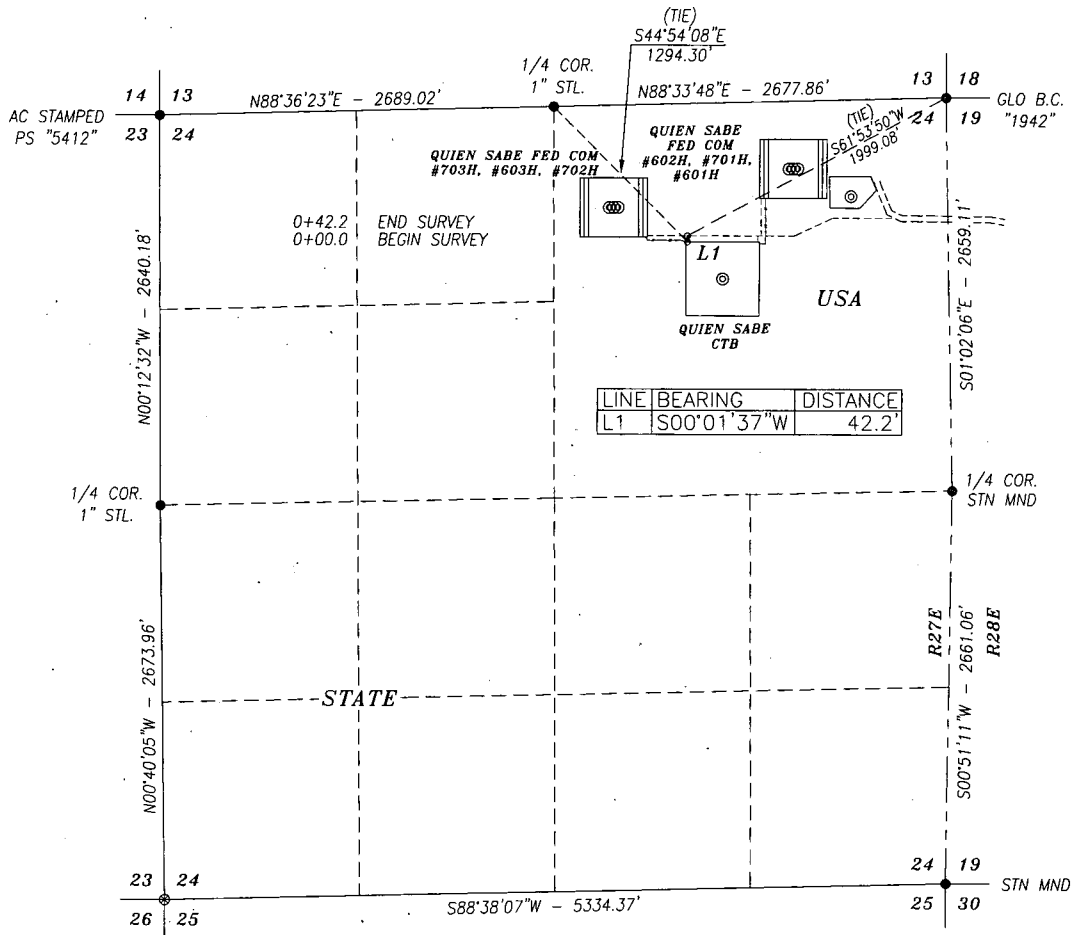 (TIE)
S44°54'08"E
1294.30'
1/4 COR.
1" STL.
14 13
23 24
AC STAMPED
PS "5412"
N88°36'23"E - 2689.02'
N88°33'48"E - 2677.86'
13 18
24 19
GLO B.C.
"1942"
(TIE)
S61°53'50"W
1999.08'
QUIEN SABE FED COM
#703H, #603H, #702H
QUIEN SABE
FED COM
#602H, #701H,
#601H
0+42.2 END SURVEY
0+00.0 BEGIN SURVEY
L1
USA
QUIEN SABE
CTB
N00°12'32"W - 2640.18'
S01°02'06"E - 2659.11'
LINE BEARING DISTANCE
L1 S00°01'37"W 42.2'
1/4 COR.
1" STL.
1/4 COR.
STN MND
R27E
R28E
N00°40'05"W - 2673.96'
S00°51'11"W - 2661.06'
STATE
23 24
26 25
S88°38'07"W - 5334.37'
24 19
25 30
STN MND